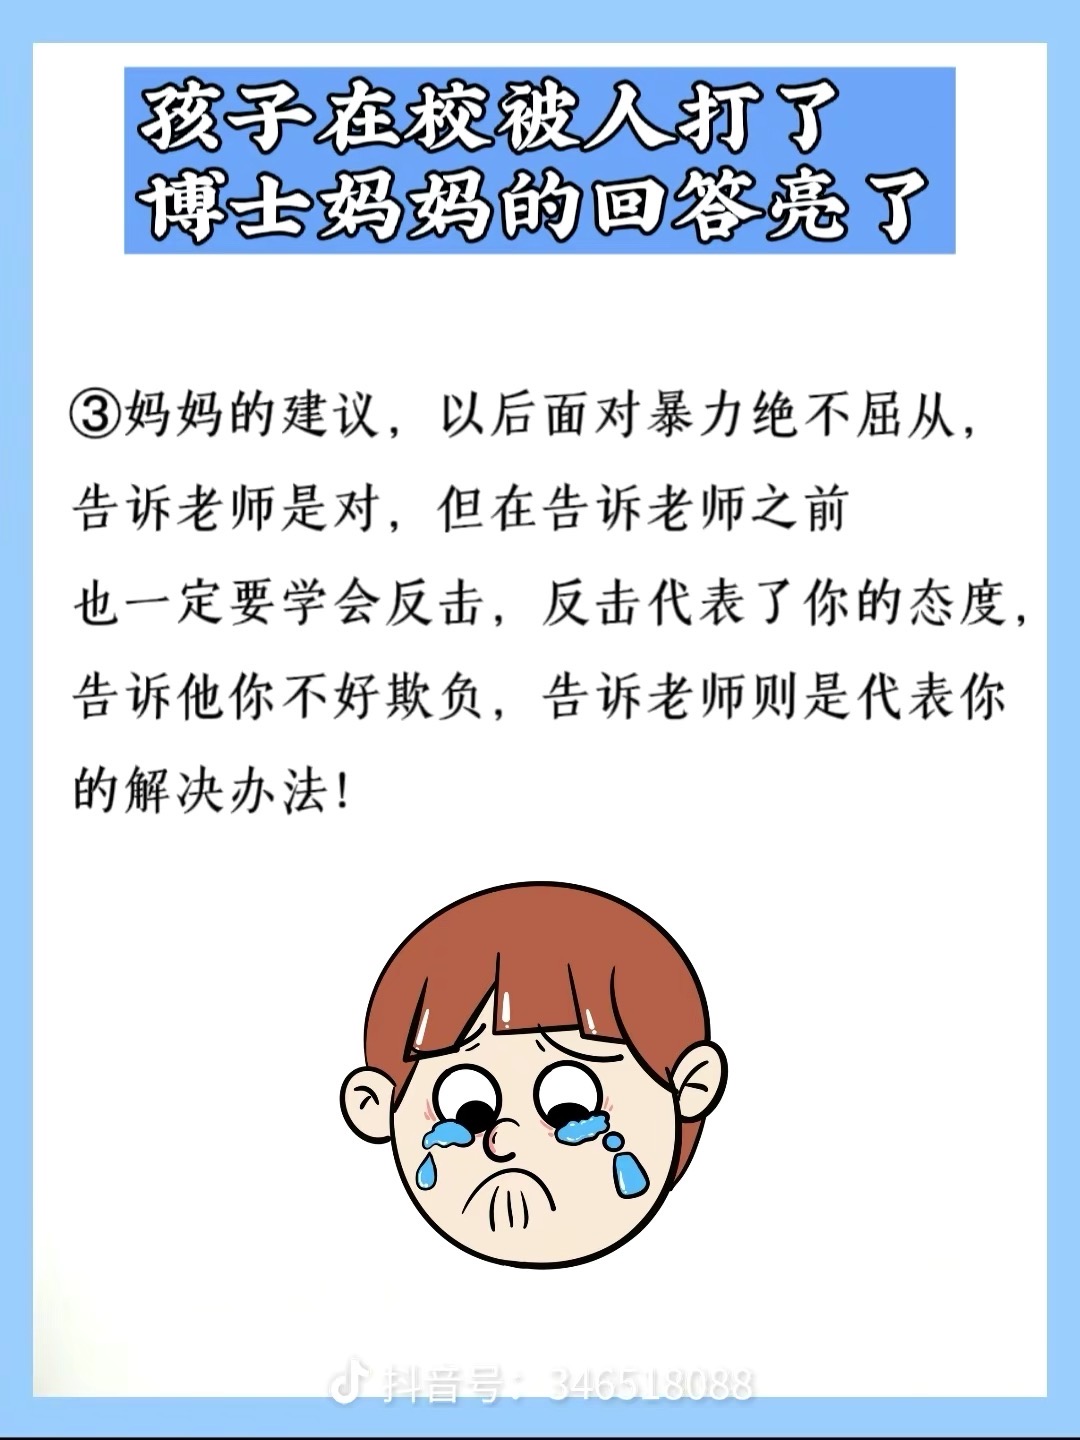 孩子在校被人打了
博士妈妈的回答亮了
③妈妈的建议，以后面对暴力绝不屈从，
告诉老师是对，但在告诉老师之前
也一定要学会反击，反击代表了你的态度，
告诉他你不好欺负，告诉老师则是代表你
的解决办法！
抖音号：346518088